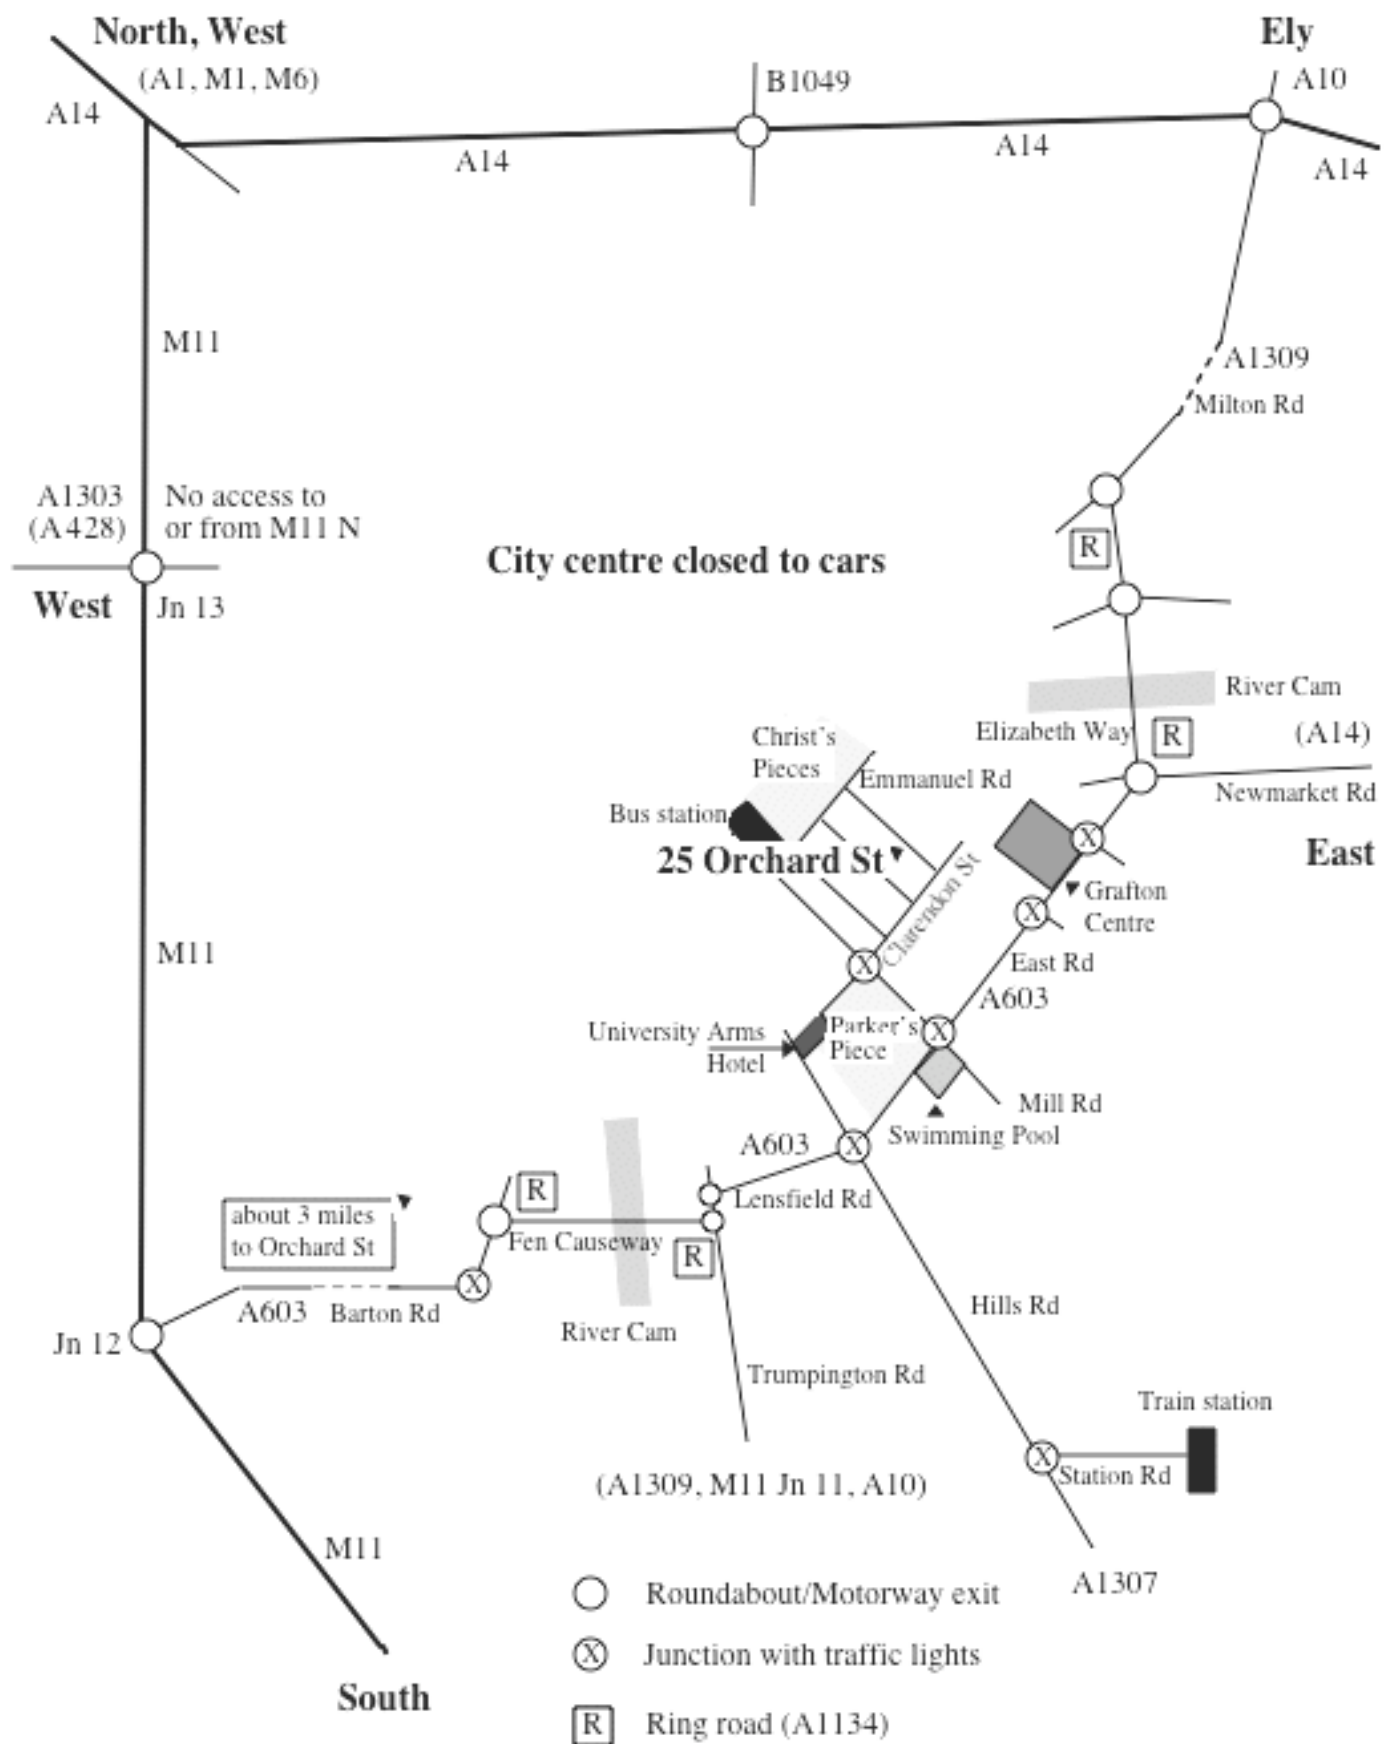 North, West
(A1, M1, M6)
Ely
A10
B1049
A14
A14
A14
A14
M11
A1309
Milton Rd
A1303
(A428)
No access to
or from M11 N
R
City centre closed to cars
West
Jn 13
River Cam
Elizabeth Way
R
(A14)
Christ's
Pieces
Emmanuel Rd
Newmarket Rd
Bus station
25 Orchard St
East
X
Grafton
Centre
Clarendon St
X
M11
X
East Rd
A603
University Arms
Hotel
Parker's
Piece
X
Mill Rd
Swimming Pool
A603
X
R
Lensfield Rd
about 3 miles
to Orchard St
Fen Causeway
R
X
A603
Barton Rd
Hills Rd
Jn 12
River Cam
Trumpington Rd
Train station
X
Station Rd
(A1309, M11 Jn 11, A10)
M11
A1307
Roundabout/Motorway exit
X
Junction with traffic lights
South
R
Ring road (A1134)